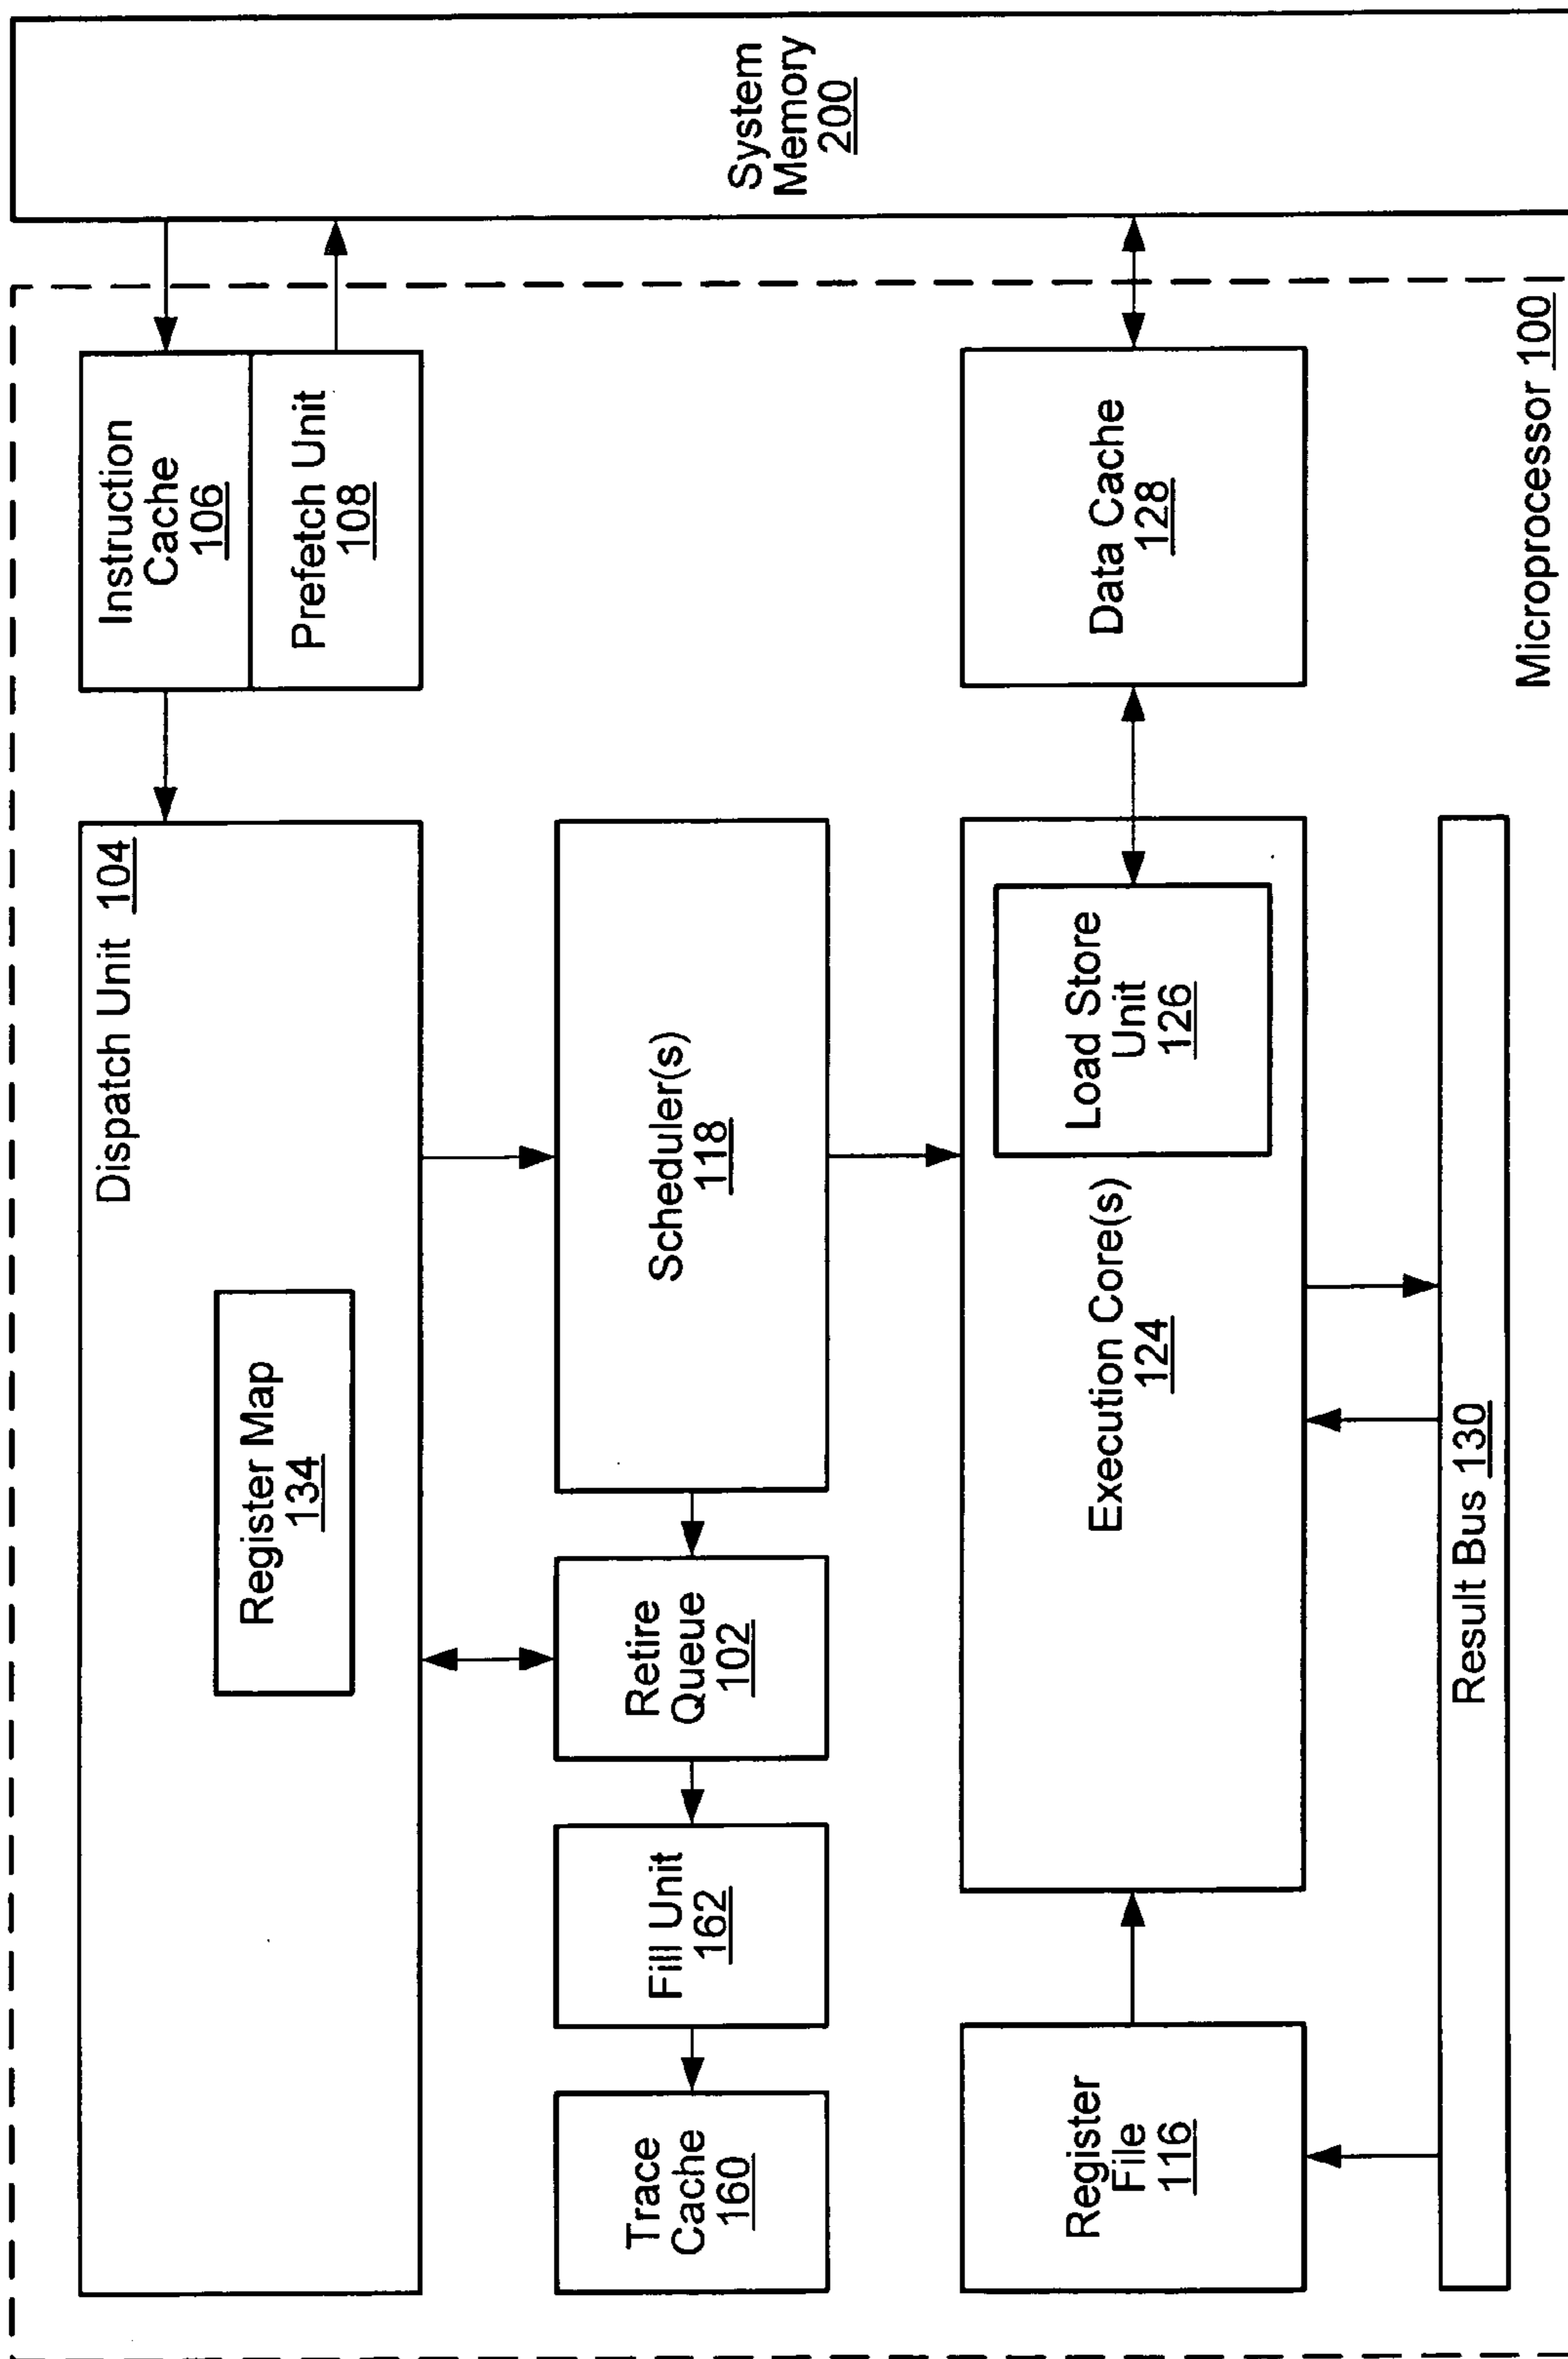 System
Memory
200
Instruction
Cache
106
Prefetch Unit
108
Data Cache
128
Microprocessor 100
Dispatch Unit 104
Register Map
134
Scheduler(s)
118
Load Store
Unit
126
Execution Core(s)
124
Result Bus 130
Retire
Queue
102
Fill Unit
162
Trace
Cache
160
Register
File
116